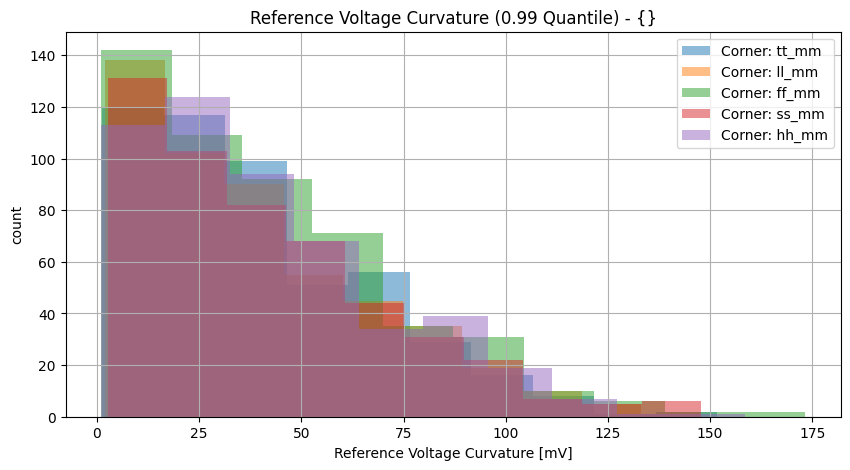 Reference Voltage Curvature (0.99 Quantile) - {}
Corner: tt_mm
Corner: ll_mm
Corner: ff_mm
Corner: ss_mm
Corner: hh_mm
count
140
120
100
80
60
40
20
0
0 25 50 75 100 125 150 175
Reference Voltage Curvature [mV]